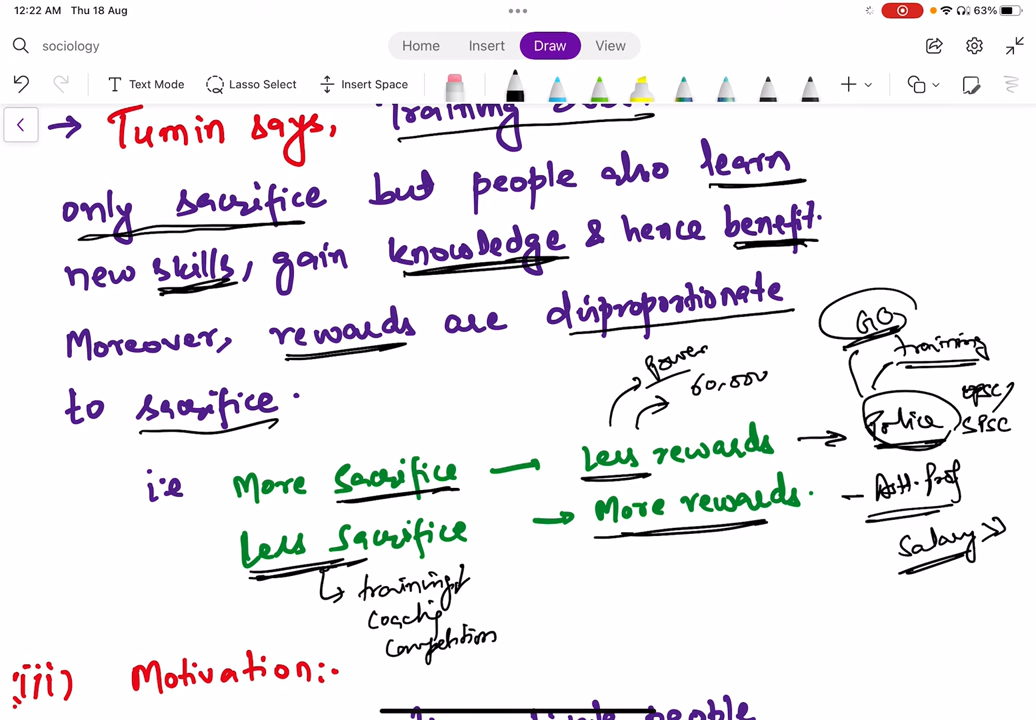 12:22 AM Thu 18 Aug
63%
sociology
Home Insert Draw View
Text Mode Lasso Select Insert Space
→ Tumin says, Training
only sacrifice but people also learn
new skills, gain knowledge & hence benefit.
Moreover, rewards are disproportionate
to sacrifice.
GO
training
Power
60,000
UPSC/
Police SPSC
i.e More Sacrifice — Less rewards →
Less Sacrifice → More rewards. — Asst. Prof
Salary
training
coaching
competition
iii) Motivation:-
people